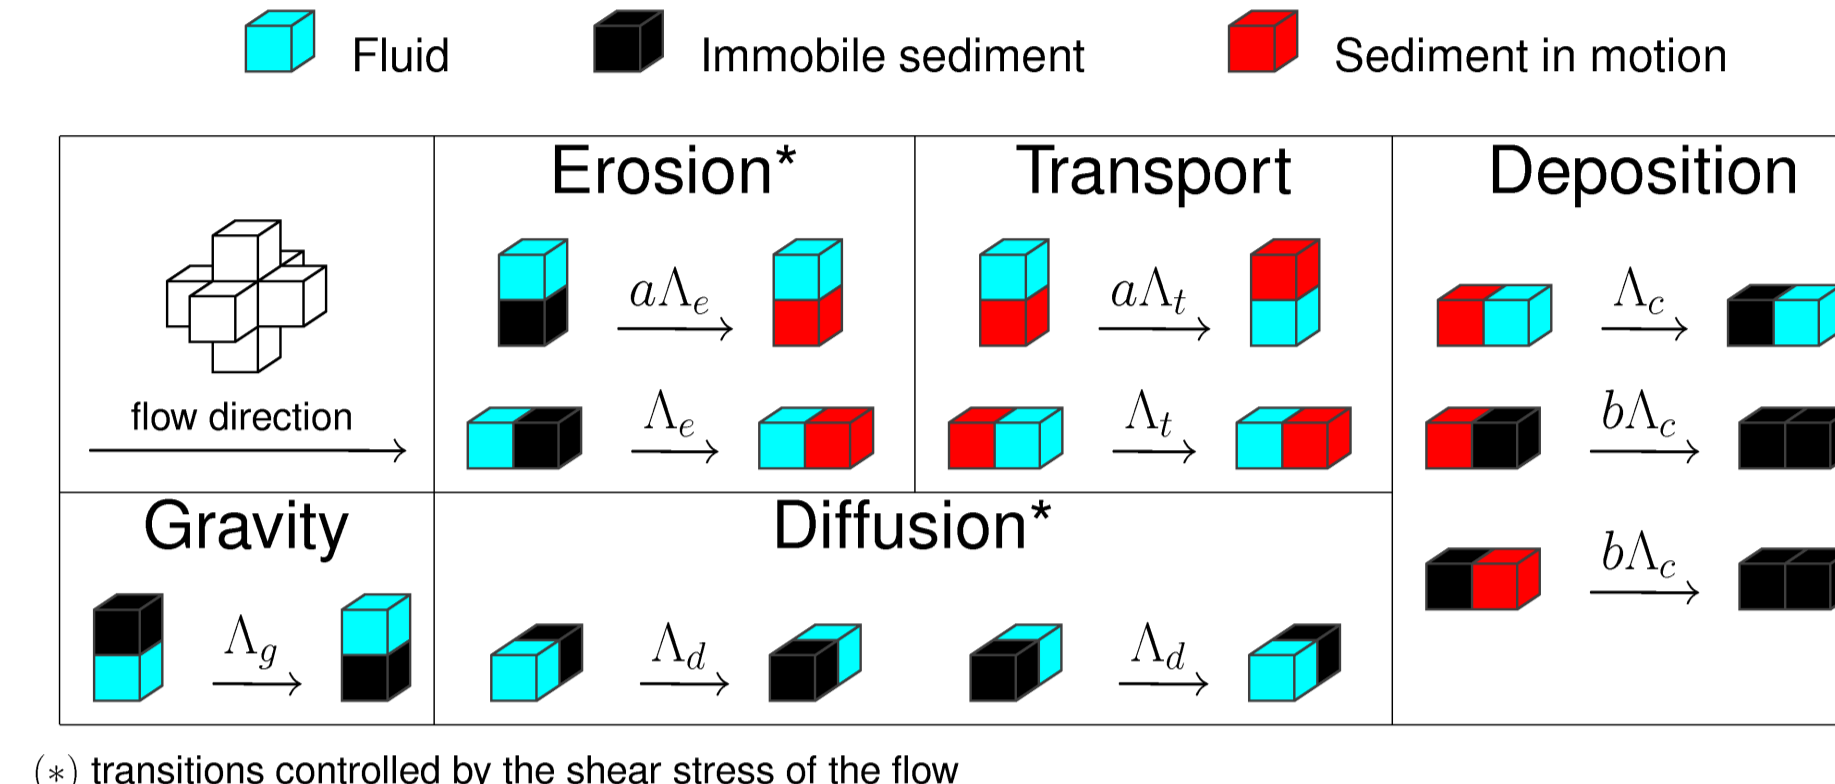 Fluid Immobile sediment Sediment in motion
Erosion* Transport Deposition
aΛe aΛt Λc
flow direction Λe Λt bΛc
Gravity Diffusion* bΛc
Λg Λd Λd
(*) transitions controlled by the shear stress of the flow